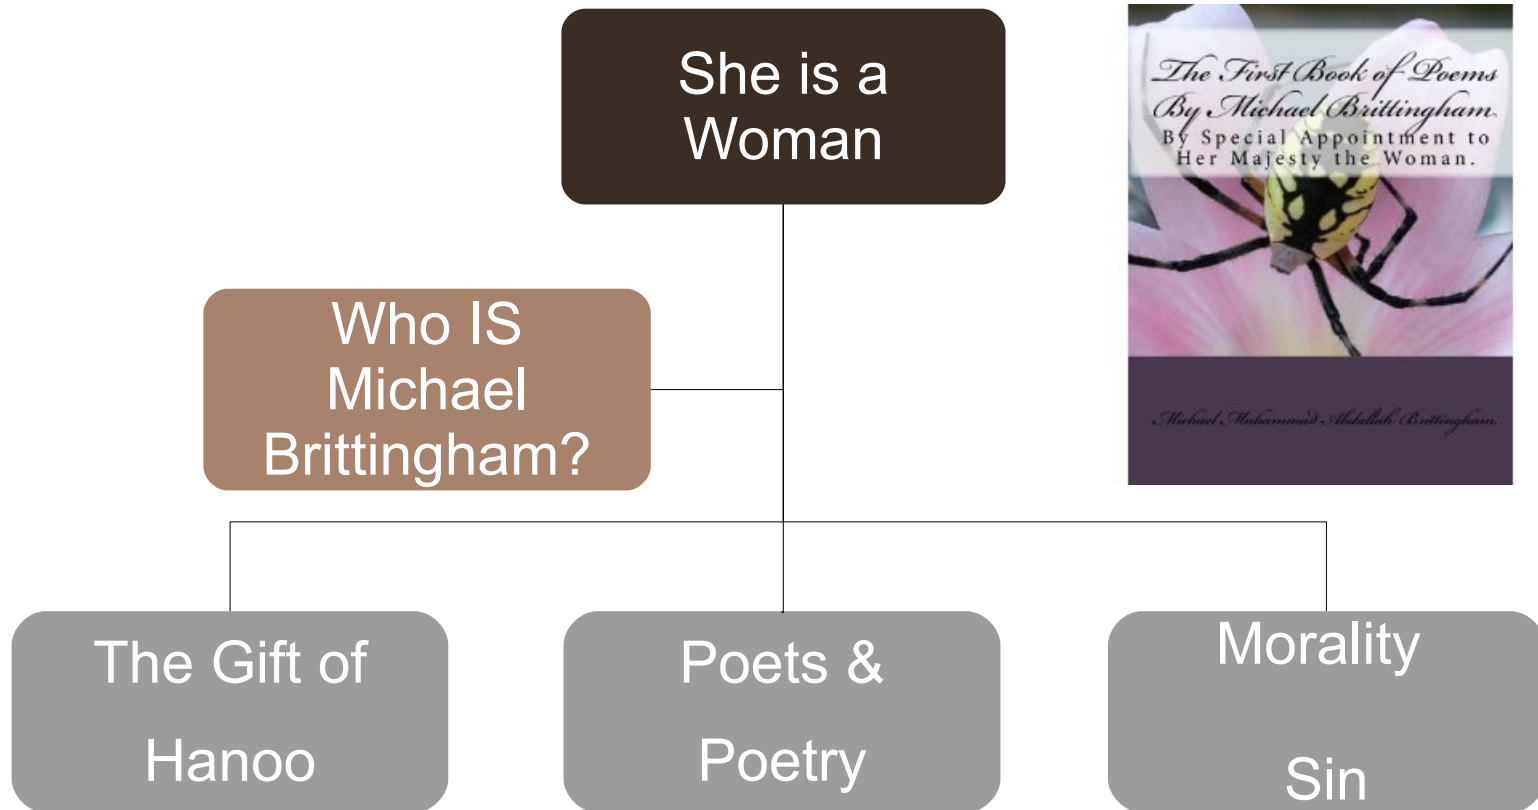 She is a
Woman
The First Book of Poems
By Michael Brittingham.
By Special Appointment to
Her Majesty the Woman.
Who IS
Michael
Brittingham?
Michael Muhammad Abdullah Brittingham.
The Gift of
Hanoo
Poets &
Poetry
Morality
Sin